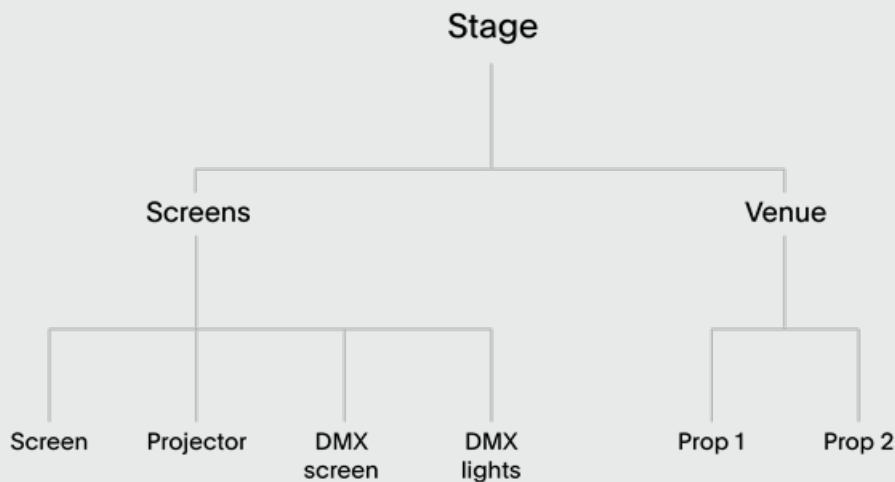 Stage
Screens
Venue
Screen
Projector
DMX
screen
DMX
lights
Prop 1
Prop 2